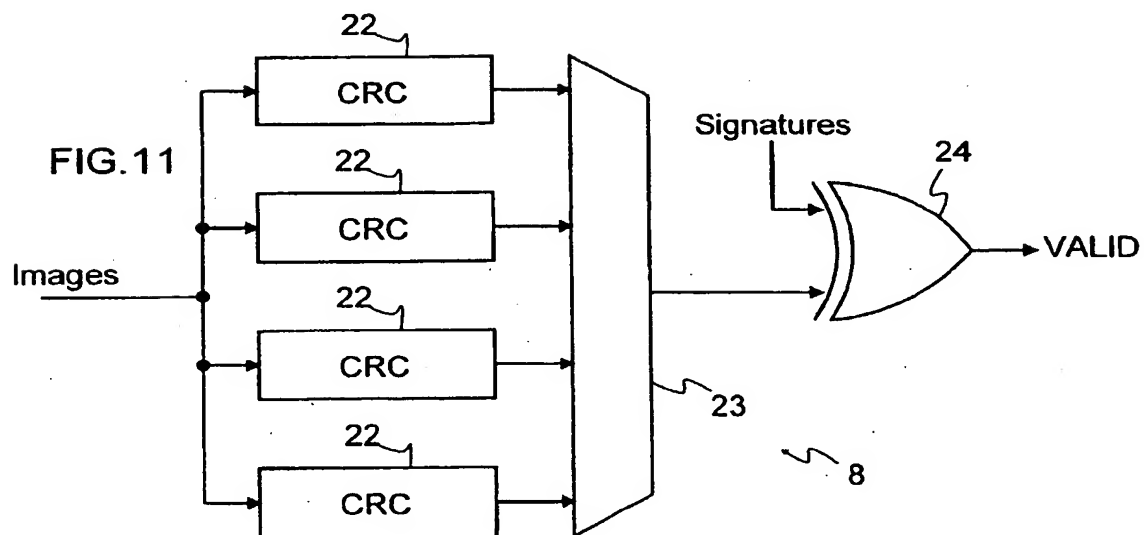 22
CRC
Signatures
24
FIG.11
22
CRC
VALID
Images
22
CRC
23
22
CRC
8